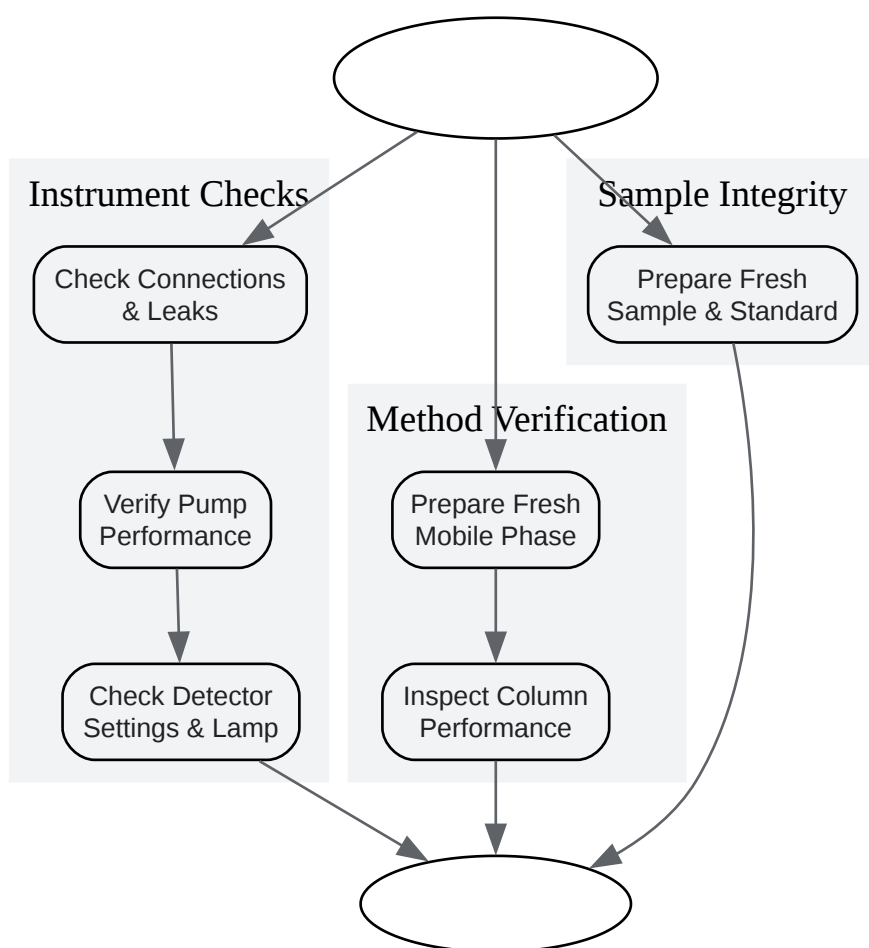 Instrument Checks
Check Connections
& Leaks
Verify Pump
Performance
Check Detector
Settings & Lamp
Method Verification
Prepare Fresh
Mobile Phase
Inspect Column
Performance
Sample Integrity
Prepare Fresh
Sample & Standard